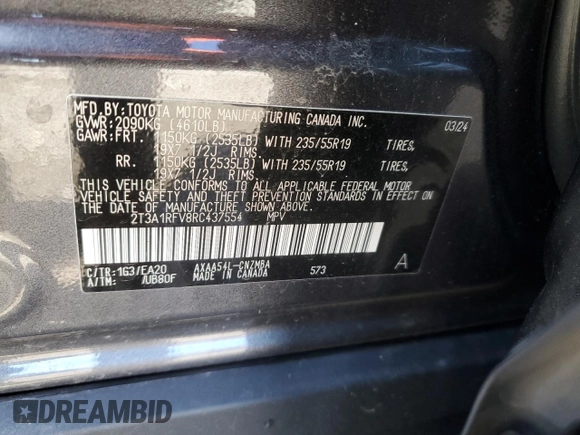 MFD.BY:TOYOTA MOTOR MANUFACTURING CANADA INC.
GVWR:2090KG (4610LB) 03/24
GAWR:FRT. 1150KG (2535LB) WITH 235/55R19 TIRES,
19X7 1/2J RIMS
RR. 1150KG (2535LB) WITH 235/55R19 TIRES,
19X7 1/2J RIMS
THIS VEHICLE CONFORMS TO ALL APPLICABLE FEDERAL MOTOR
VEHICLE SAFETY AND THEFT PREVENTION STANDARDS IN EFFECT ON THE DATE OF
MANUFACTURE SHOWN ABOVE.
2T3A1RFV8RC437554 MPV
C/TR:1G3/EA20 AXAA54L-CNZMBA 573 A
A/TM: /UB80F MADE IN CANADA
DREAMBID